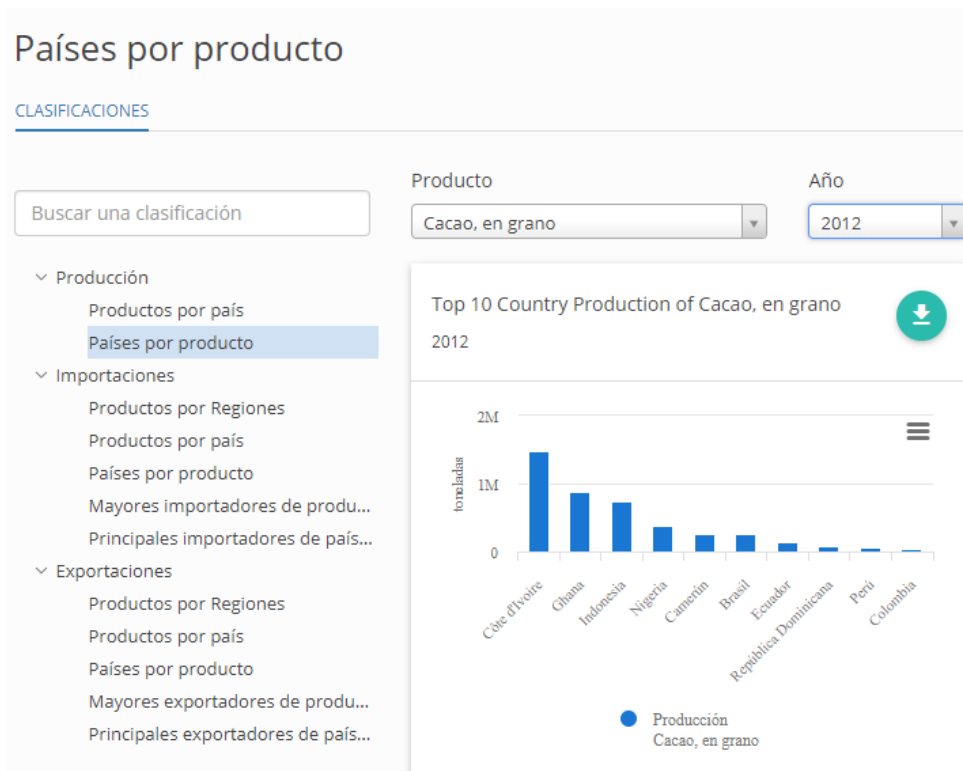 Países por producto
CLASIFICACIONES
Buscar una clasificación
Producción
Productos por país
Países por producto
Importaciones
Productos por Regiones
Productos por país
Países por producto
Mayores importadores de produ...
Principales importadores de país...
Exportaciones
Productos por Regiones
Productos por país
Países por producto
Mayores exportadores de produ...
Principales exportadores de país...
Producto
Año
Cacao, en grano
2012
Top 10 Country Production of Cacao, en grano
2012
2M
1M
0
toneladas
Côte d'Ivoire
Ghana
Indonesia
Nigeria
Camerún
Brasil
Ecuador
República Dominicana
Perú
Colombia
Producción
Cacao, en grano